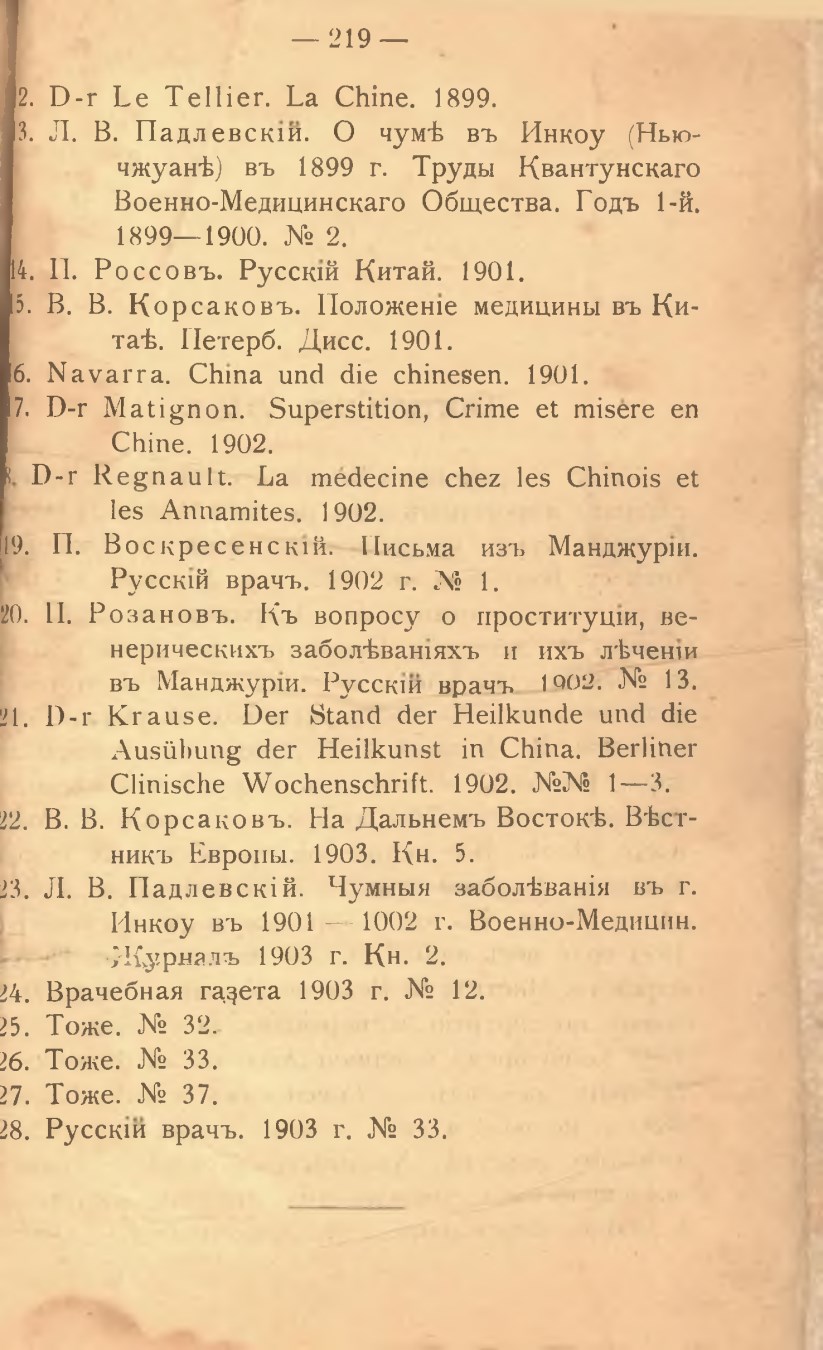 — 219 —
2. D-r Le Tellier. La Chine. 1899.
3. Л. В. Падлевскій. О чумѣ въ Инкоу (Нью-
чжуанѣ) въ 1899 г. Труды Квантунскаго
Военно-Медицинскаго Общества. Годъ 1-й.
1899—1900. № 2.
14. П. Россовъ. Русскій Китай. 1901.
5. В. В. Корсаковъ. Положеніе медицины въ Ки-
таѣ. Петерб. Дисс. 1901.
6. Navarra. China und die chinesen. 1901.
7. D-r Matignon. Superstition, Crime et misère en
Chine. 1902.
D-r Regnault. La médecine chez les Chinois et
les Annamites. 1902.
19. П. Воскресенскій. Письма изъ Манджуріи.
Русскій врачъ. 1902 г. № 1.
20. П. Розановъ. Къ вопросу о проституціи, ве-
нерическихъ заболѣваніяхъ и ихъ лѣченіи
въ Манджуріи. Русскій врачъ 1902. № 13.
21. D-r Krause. Der Stand der Heilkunde und die
Ausübung der Heilkunst in China. Berliner
Clinische Wochenschrift. 1902. №№ 1—3.
22. В. В. Корсаковъ. На Дальнемъ Востокѣ. Вѣст-
никъ Европы. 1903. Кн. 5.
23. Л. В. Падлевскій. Чумныя заболѣванія въ г.
Инкоу въ 1901 — 1002 г. Военно-Медицин.
Журналъ 1903 г. Кн. 2.
24. Врачебная газета 1903 г. № 12.
25. Тоже. № 32.
26. Тоже. № 33.
27. Тоже. № 37.
28. Русскій врачъ. 1903 г. № 33.